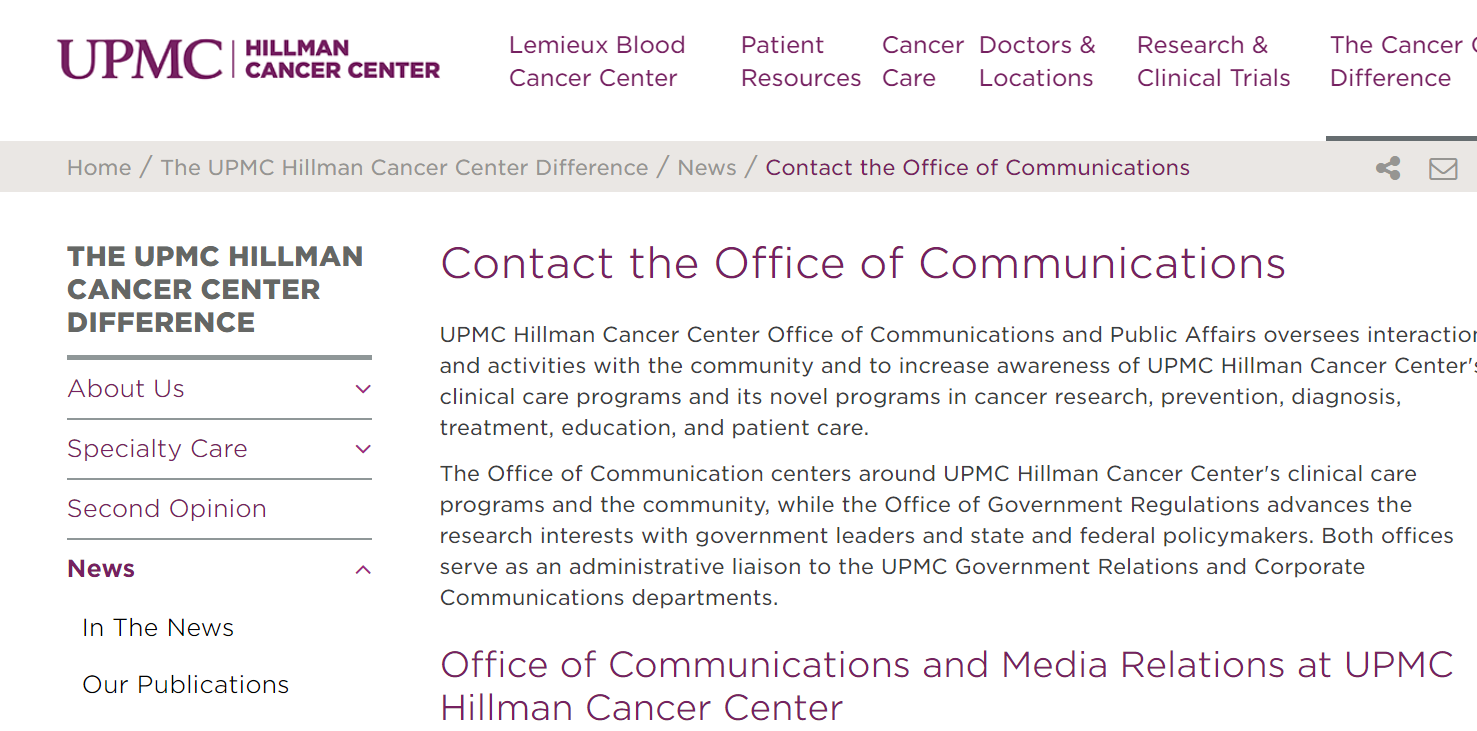 UPMC HILLMAN CANCER CENTER
Lemieux Blood Cancer Center
Patient Resources
Cancer Care
Doctors & Locations
Research & Clinical Trials
The Cancer
Difference
Home / The UPMC Hillman Cancer Center Difference / News / Contact the Office of Communications
THE UPMC HILLMAN
CANCER CENTER
DIFFERENCE
About Us
Specialty Care
Second Opinion
News
In The News
Our Publications
Contact the Office of Communications
UPMC Hillman Cancer Center Office of Communications and Public Affairs oversees interaction
and activities with the community and to increase awareness of UPMC Hillman Cancer Center's
clinical care programs and its novel programs in cancer research, prevention, diagnosis,
treatment, education, and patient care.
The Office of Communication centers around UPMC Hillman Cancer Center's clinical care
programs and the community, while the Office of Government Regulations advances the
research interests with government leaders and state and federal policymakers. Both offices
serve as an administrative liaison to the UPMC Government Relations and Corporate
Communications departments.
Office of Communications and Media Relations at UPMC
Hillman Cancer Center